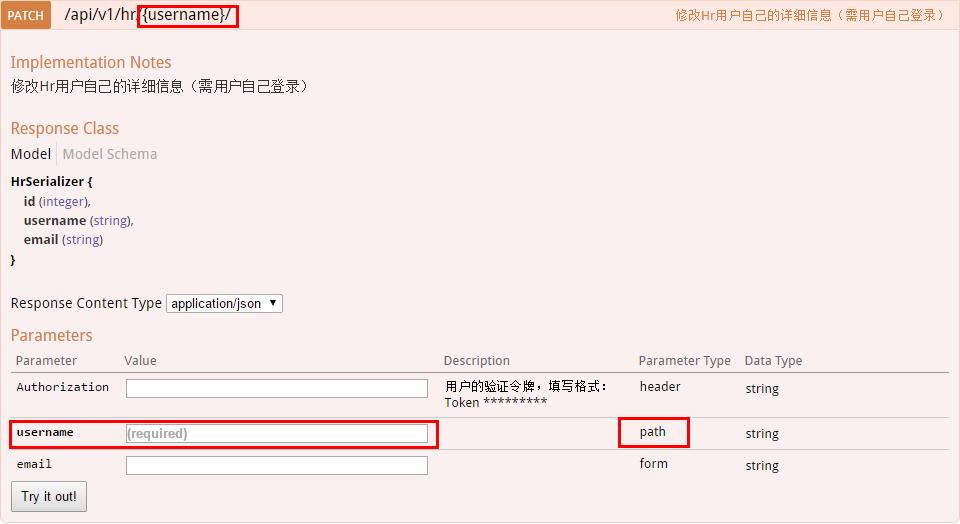 PATCH /api/v1/hr/{username}/ 修改Hr用户自己的详细信息（需用户自己登录）
Implementation Notes
修改Hr用户自己的详细信息（需用户自己登录）
Response Class
Model Model Schema
HrSerializer {
id (integer),
username (string),
email (string)
}
Response Content Type application/json
Parameters
Parameter Value Description Parameter Type Data Type
Authorization 用户的验证令牌，填写格式： header string
Token *********
username (required) path string
email form string
Try it out!